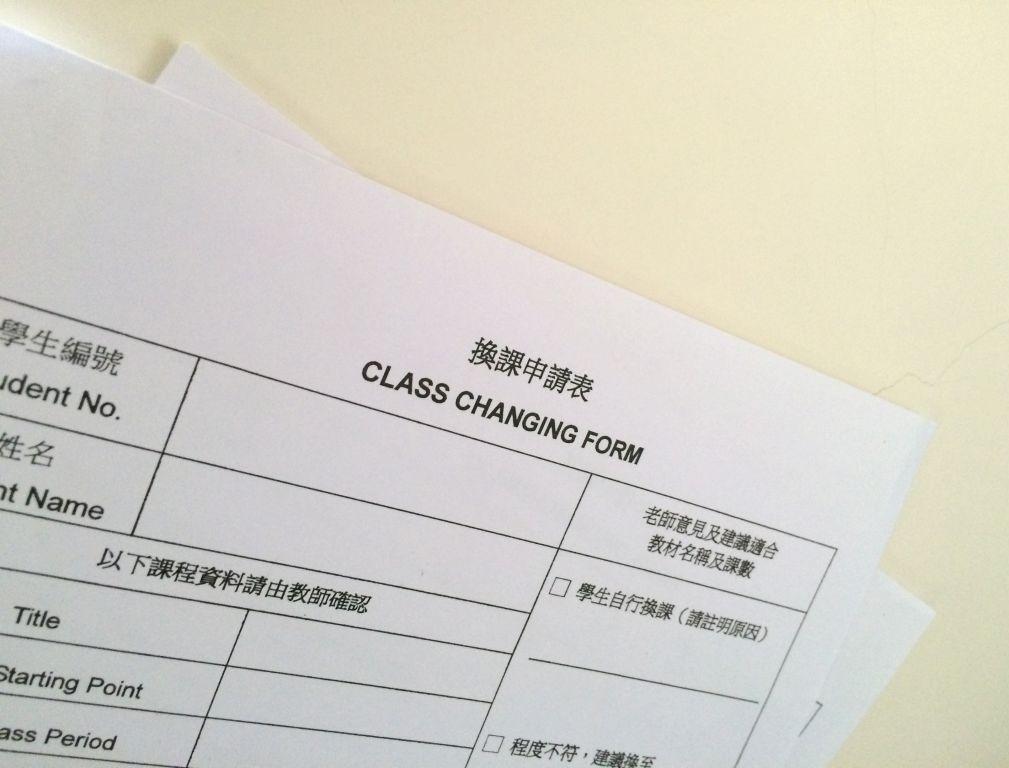 換課申請表
CLASS CHANGING FORM
學生編號
udent No.
姓名
nt Name
以下課程資料請由教師確認
Title
Starting Point
ass Period
老師意見及建議適合
教材名稱及課數
□ 學生自行換課（請註明原因）
□ 程度不符，建議換至